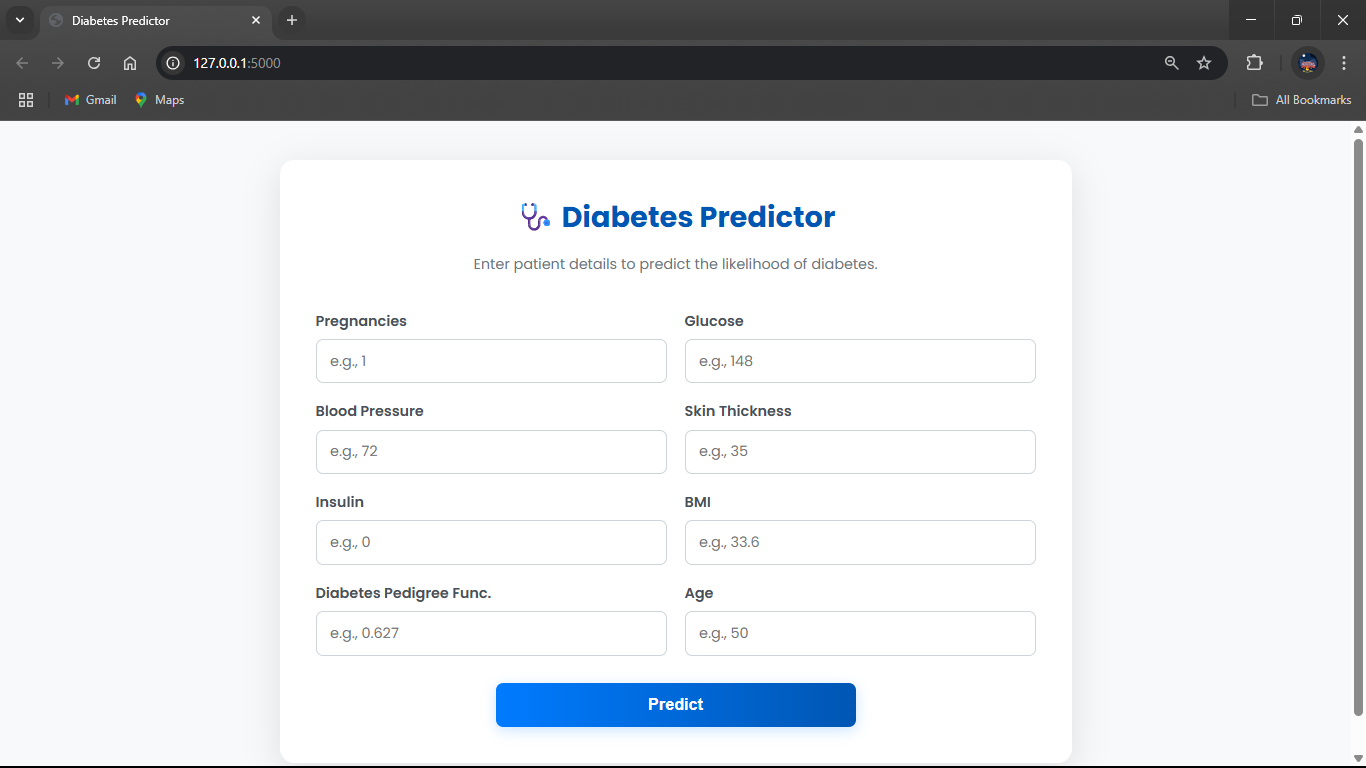 Diabetes Predictor
127.0.0.1:5000
Gmail Maps All Bookmarks
Diabetes Predictor
Enter patient details to predict the likelihood of diabetes.
Pregnancies Glucose
e.g., 1 e.g., 148
Blood Pressure Skin Thickness
e.g., 72 e.g., 35
Insulin BMI
e.g., 0 e.g., 33.6
Diabetes Pedigree Func. Age
e.g., 0.627 e.g., 50
Predict